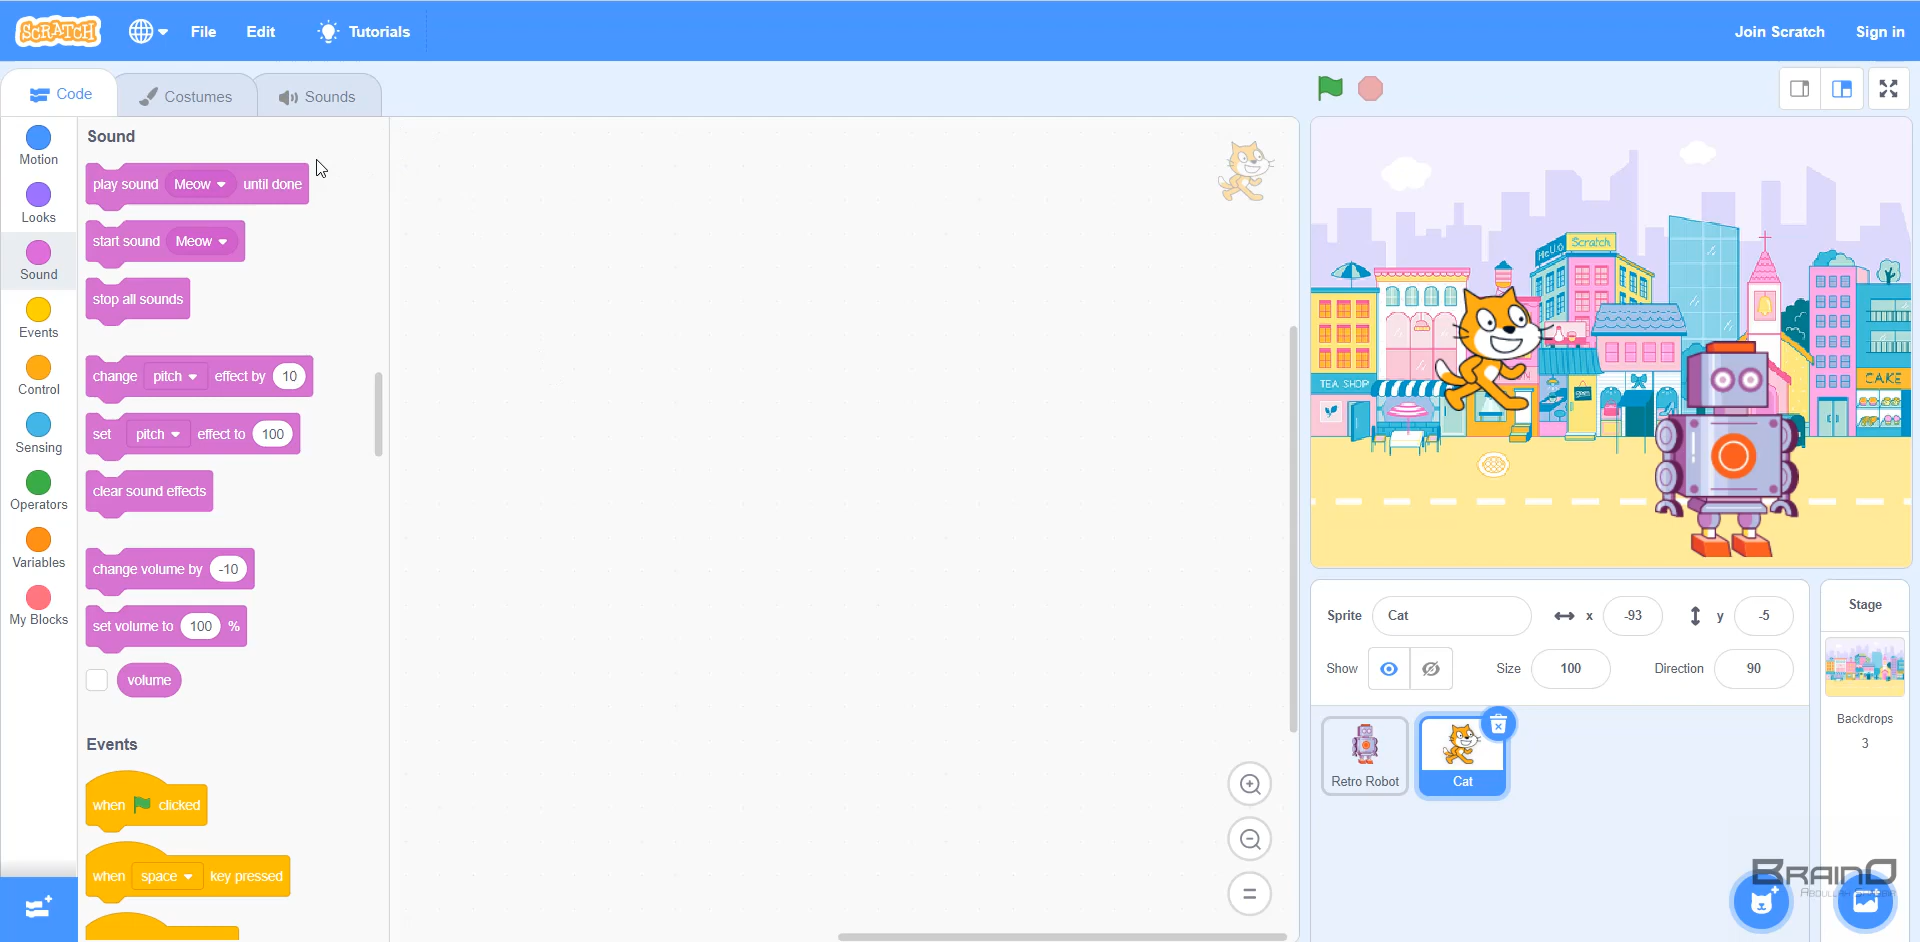 SCRATCH
File
Edit
Tutorials
Join Scratch
Sign in
Code
Costumes
Sounds
Motion
Looks
Sound
Events
Control
Sensing
Operators
Variables
My Blocks
Sound
play sound Meow until done
start sound Meow
stop all sounds
change pitch effect by 10
set pitch effect to 100
clear sound effects
change volume by -10
set volume to 100 %
volume
Events
when clicked
when space key pressed
HeLLO
Scratch
TEA SHOP
CAKE
Sprite
Cat
x
-93
y
-5
Show
Size
100
Direction
90
Stage
Backdrops
3
Retro Robot
Cat
BRAIND